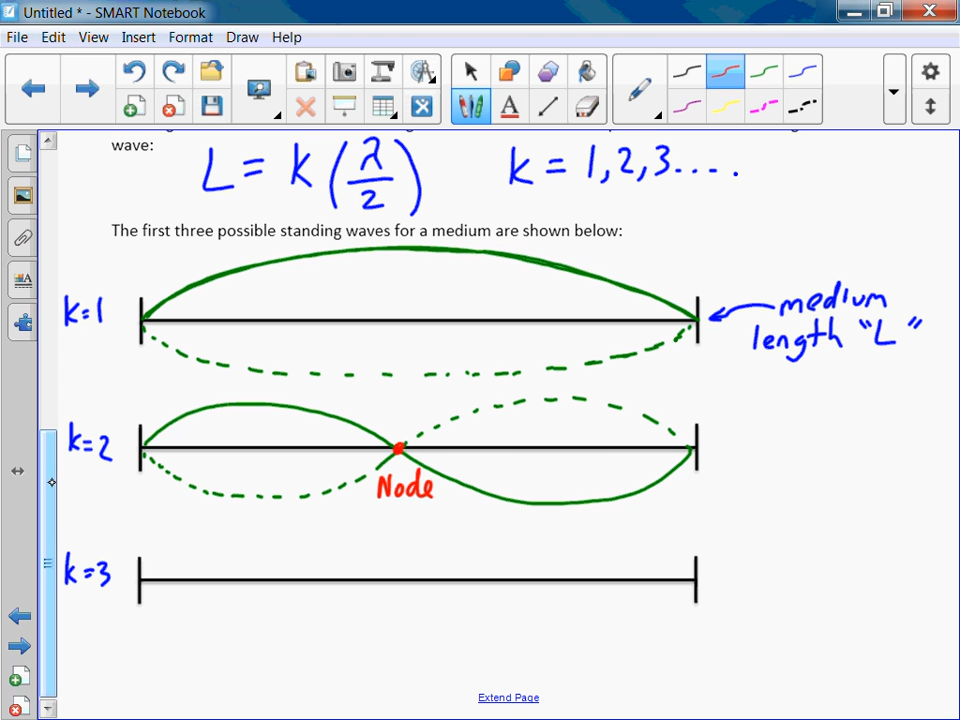 Untitled * - SMART Notebook
File Edit View Insert Format Draw Help
wave:
L = k (λ/2) k = 1,2,3....
The first three possible standing waves for a medium are shown below:
k=1
medium
length "L"
k=2
Node
k=3
Extend Page